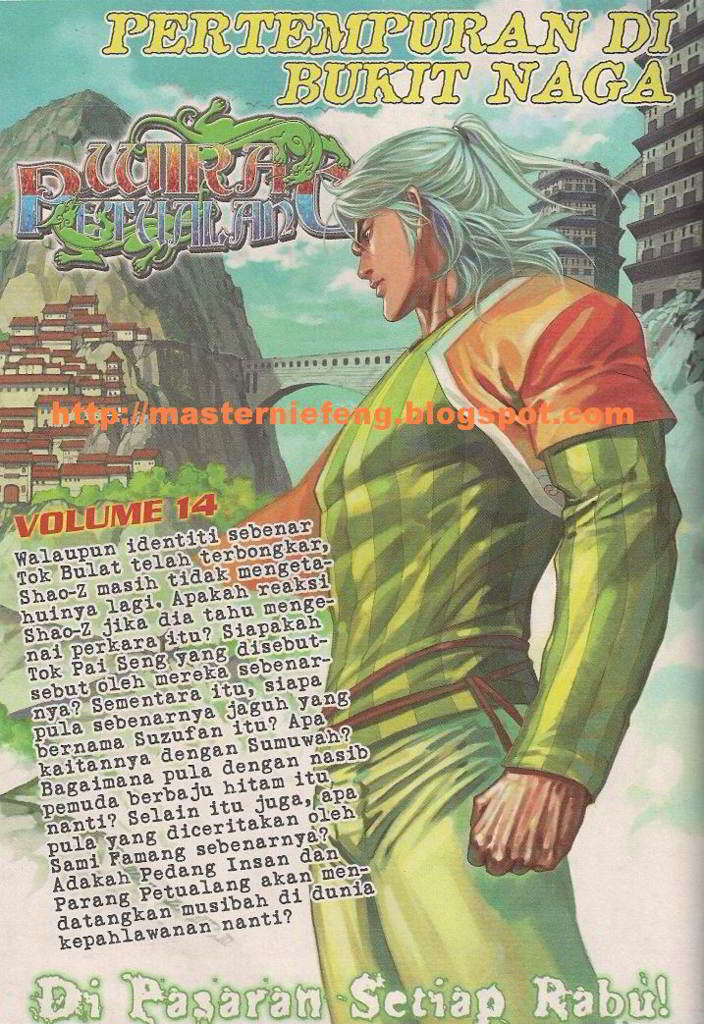 PERTEMPURAN DI
BUKIT NAGA
WIRA
PETUALANG
http://masterniefeng.blogspot.com
VOLUME 14
Walaupun identiti sebenar
Tok Bulat telah terbongkar,
Shao-Z masih tidak mengeta-
huinya lagi. Apakah reaksi
Shao-Z jika dia tahu menge-
nai perkara itu? Siapakah
Tok Pai Seng yang disebut-
sebut oleh mereka sebenar-
nya? Sementara itu, siapa
pula sebenarnya jaguh yang
bernama Suzufan itu? Apa
kaitannya dengan Sumuwah?
Bagaimana pula dengan nasib
pemuda berbaju hitam itu
nanti? Selain itu juga, apa
pula yang diceritakan oleh
Sami Famang sebenarnya?
Adakah Pedang Insan dan
Parang Petualang akan men-
datangkan musibah di dunia
kepahlawanan nanti?
Di Pasaran Setiap Rabu!